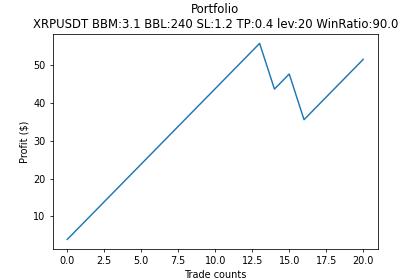 Portfolio
XRPUSDT BBM:3.1 BBL:240 SL:1.2 TP:0.4 lev:20 WinRatio:90.0
50
40
30
20
10
Profit ($)
0.0 2.5 5.0 7.5 10.0 12.5 15.0 17.5 20.0
Trade counts